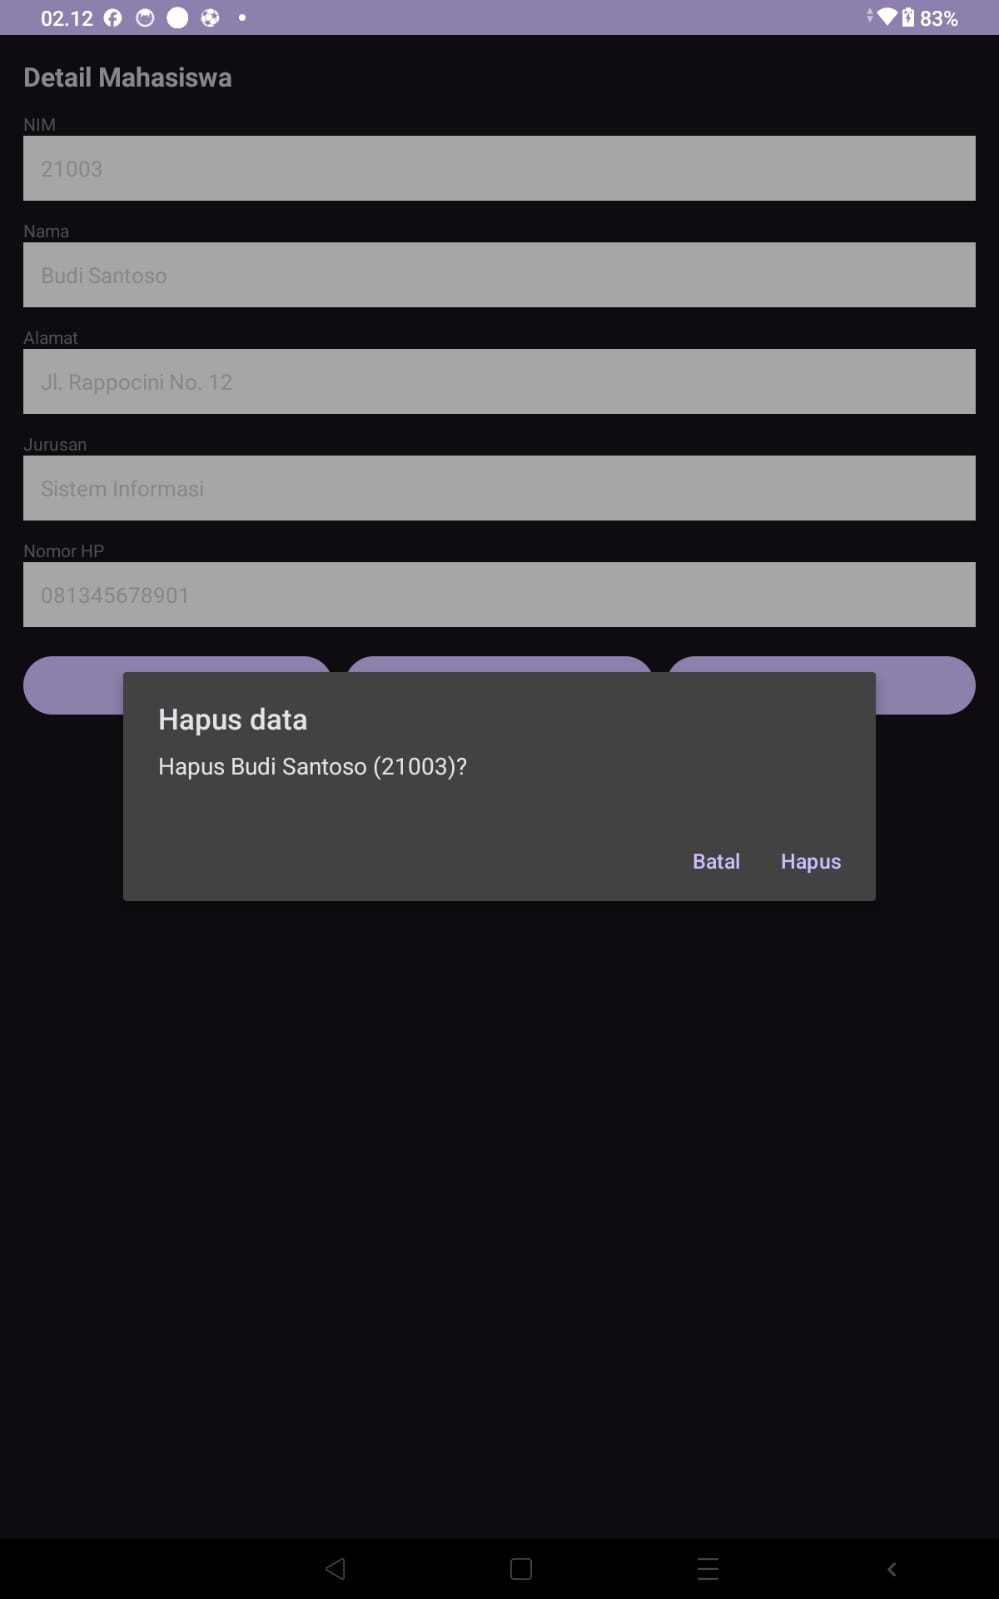 02.12
83%
Detail Mahasiswa
NIM
21003
Nama
Budi Santoso
Alamat
Jl. Rappocini No. 12
Jurusan
Sistem Informasi
Nomor HP
081345678901
Hapus data
Hapus Budi Santoso (21003)?
Batal Hapus